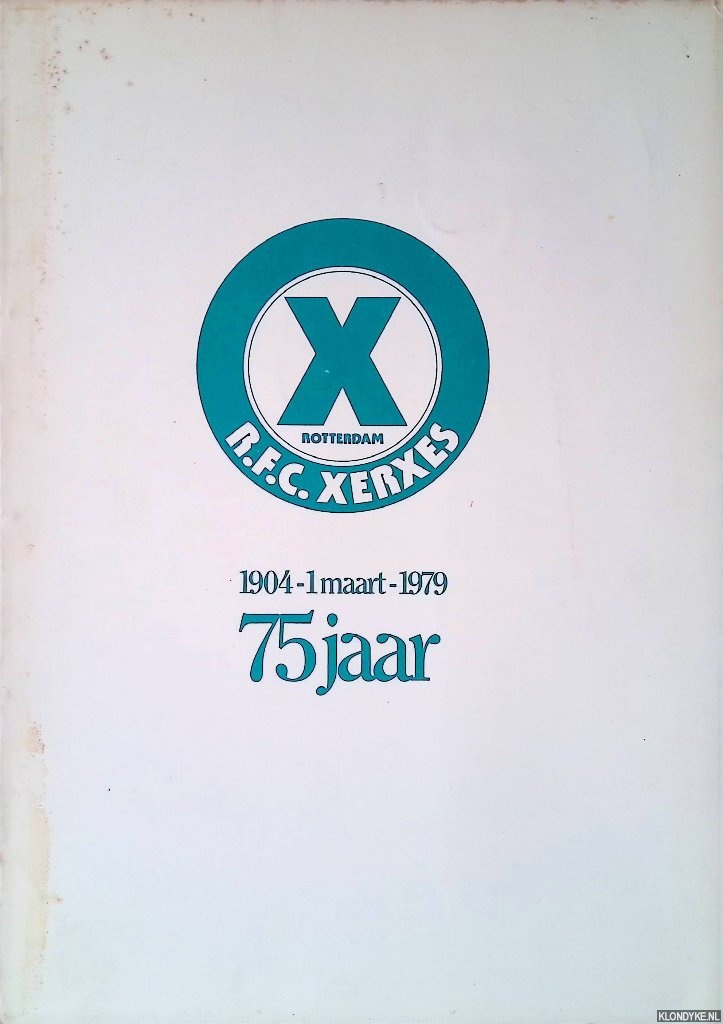 X
ROTTERDAM
R.F.C. XERXES
1904-1 maart-1979
75 jaar
KLONDYKE.NL